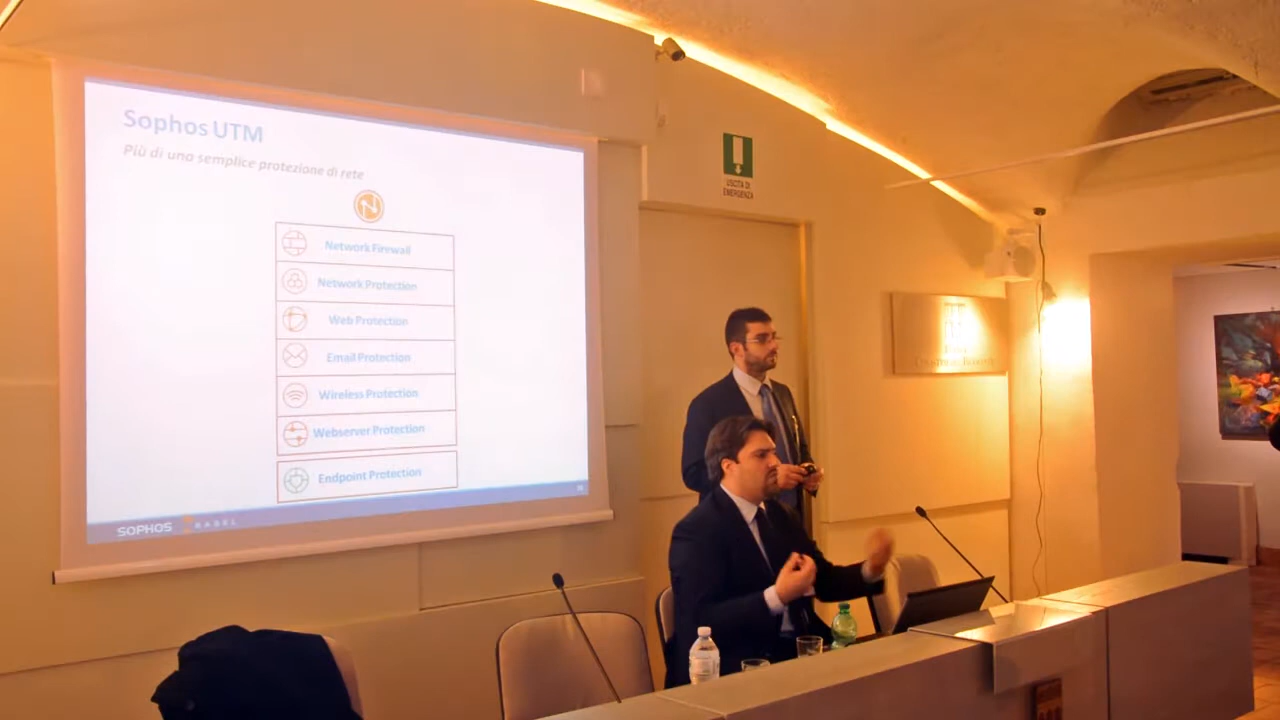 Sophos UTM
Più di una semplice protezione di rete
Network Firewall
Network Protection
Web Protection
Email Protection
Wireless Protection
Webserver Protection
Endpoint Protection
SOPHOS BABEL
USCITA DI
EMERGENZA